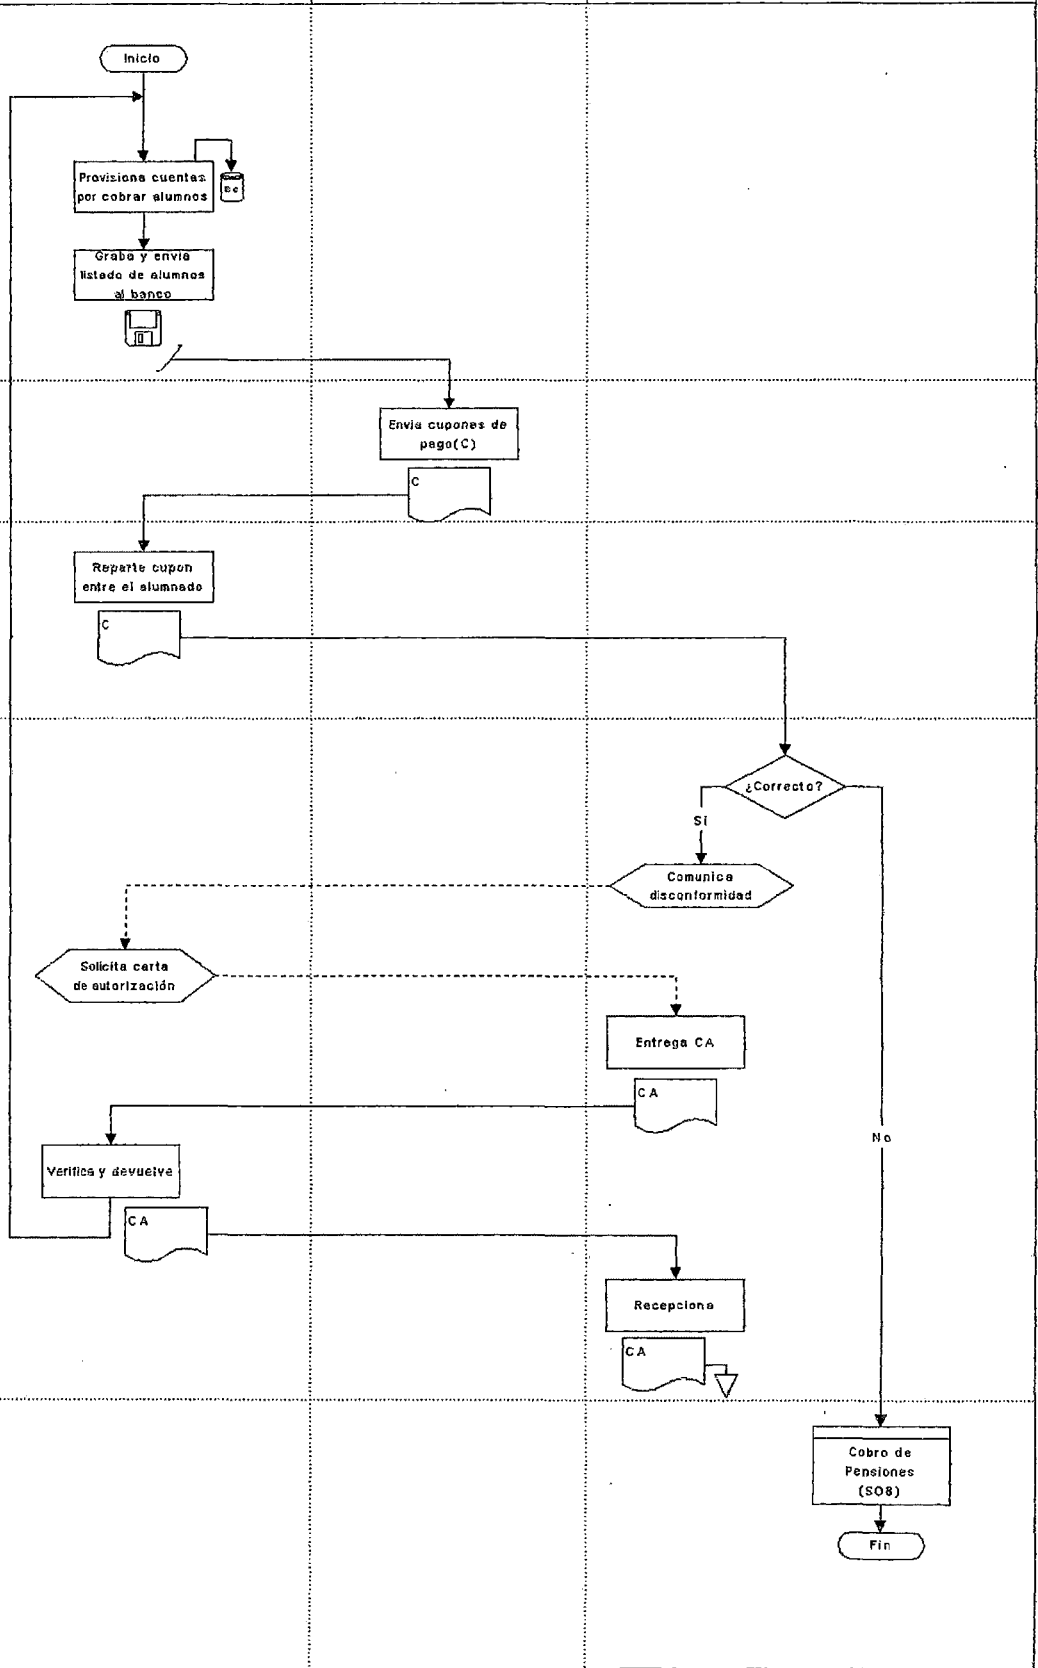 Inicio
Provisiona cuentas
por cobrar alumnos
Graba y envia
listado de alumnos
al banco
Envia cupones de
pago(C)
C
Reparte cupon
entre el alumnado
C
¿Correcto?
Si
Comunica
disconformidad
Solicita carta
de autorización
Entrega CA
CA
No
Verifica y devuelve
CA
Recepciona
CA
Cobro de
Pensiones
(SO8)
Fin